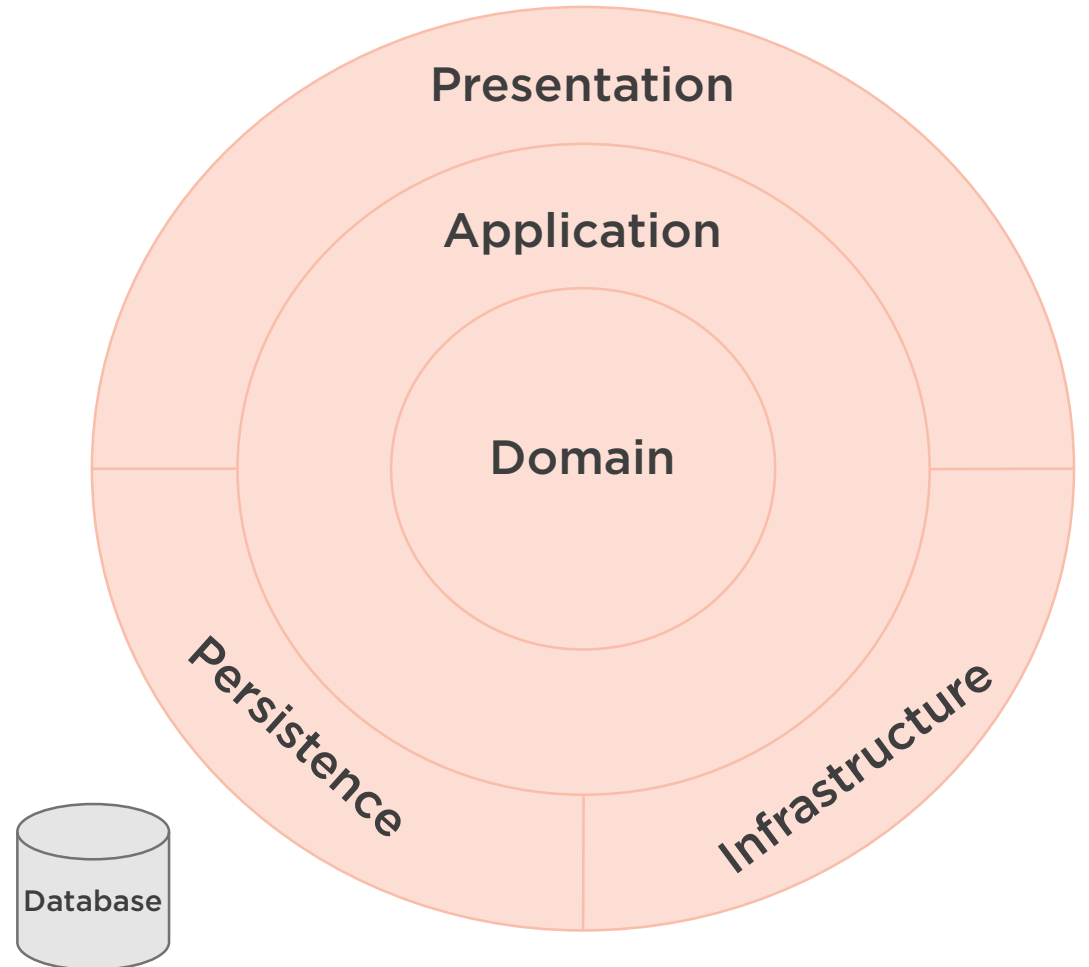 Presentation
Application
Domain
Persistence
Infrastructure
Database